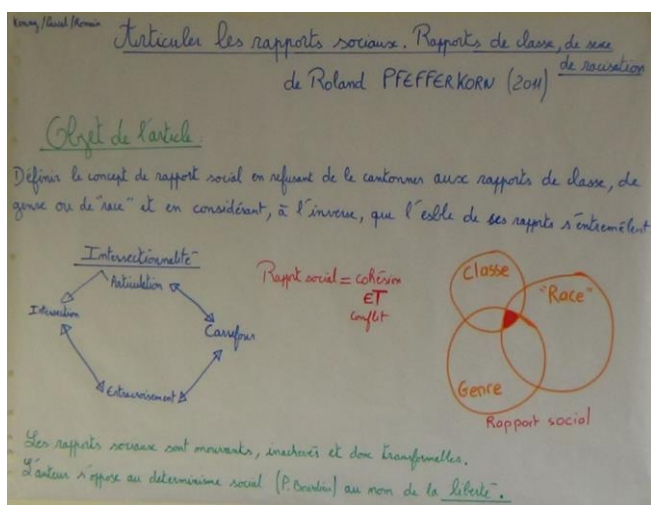 /Pascal/Romain
Articuler les rapports sociaux. Rapports de classe, de sexe
de racisation
de Roland PFEFFERKORN (2011)
Objet de l'article:
Définir le concept de rapport social en refusant de le cantonner aux rapports de classe, de
genre ou de "race" et en considérant, à l'inverse, que l'esble de ses rapports s'entremêlent
Intersectionnalité
Articulation
Intersection
Carrefour
Entrecroisement
Rapport social = cohésion
ET
conflit
Classe
"Race"
Genre
Rapport social
Les rapports sociaux sont mouvants, inachevés et donc transformables.
L'auteur s'oppose au déterminisme social (P. Bourdieu) au nom de la liberté.